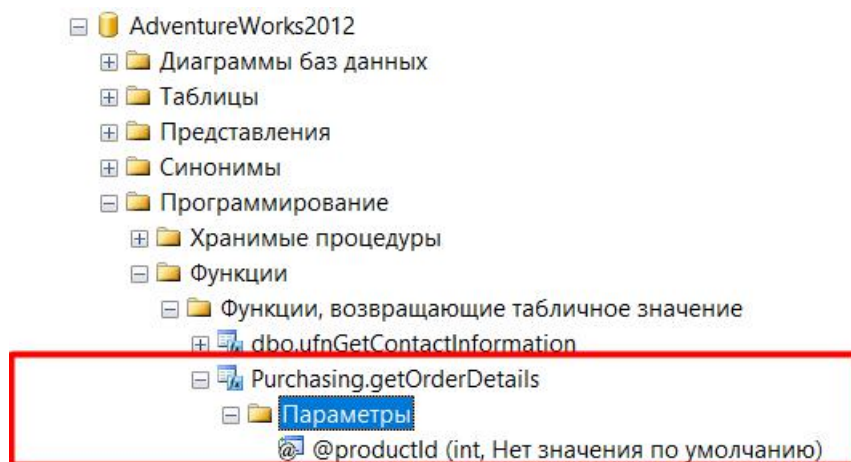 AdventureWorks2012
Диаграммы баз данных
Таблицы
Представления
Синонимы
Программирование
Хранимые процедуры
Функции
Функции, возвращающие табличное значение
dbo.ufnGetContactInformation
Purchasing.getOrderDetails
Параметры
@productId (int, Нет значения по умолчанию)